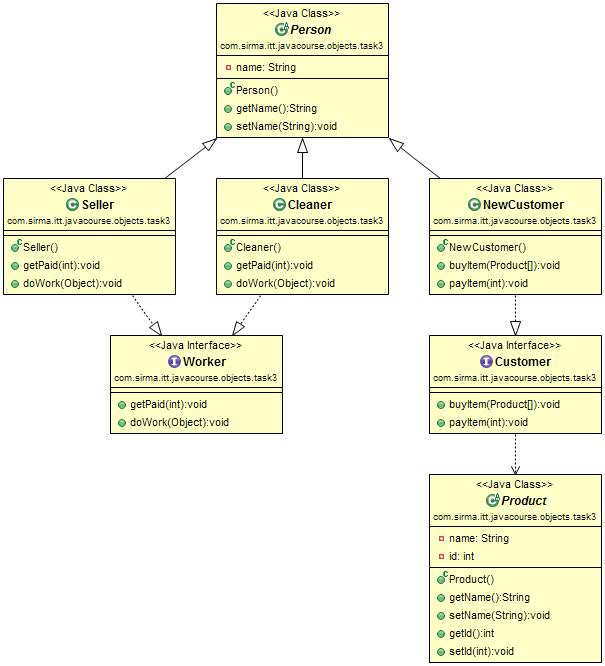 <<Java Class>>
Person
com.sirma.itt.javacourse.objects.task3
name: String
Person()
getName():String
setName(String):void
<<Java Class>>
Seller
com.sirma.itt.javacourse.objects.task3
Seller()
getPaid(int):void
doWork(Object):void
<<Java Class>>
Cleaner
com.sirma.itt.javacourse.objects.task3
Cleaner()
getPaid(int):void
doWork(Object):void
<<Java Class>>
NewCustomer
com.sirma.itt.javacourse.objects.task3
NewCustomer()
buyItem(Product[]):void
payItem(int):void
<<Java Interface>>
Worker
com.sirma.itt.javacourse.objects.task3
getPaid(int):void
doWork(Object):void
<<Java Interface>>
Customer
com.sirma.itt.javacourse.objects.task3
buyItem(Product[]):void
payItem(int):void
<<Java Class>>
Product
com.sirma.itt.javacourse.objects.task3
name: String
id: int
Product()
getName():String
setName(String):void
getId():int
setId(int):void